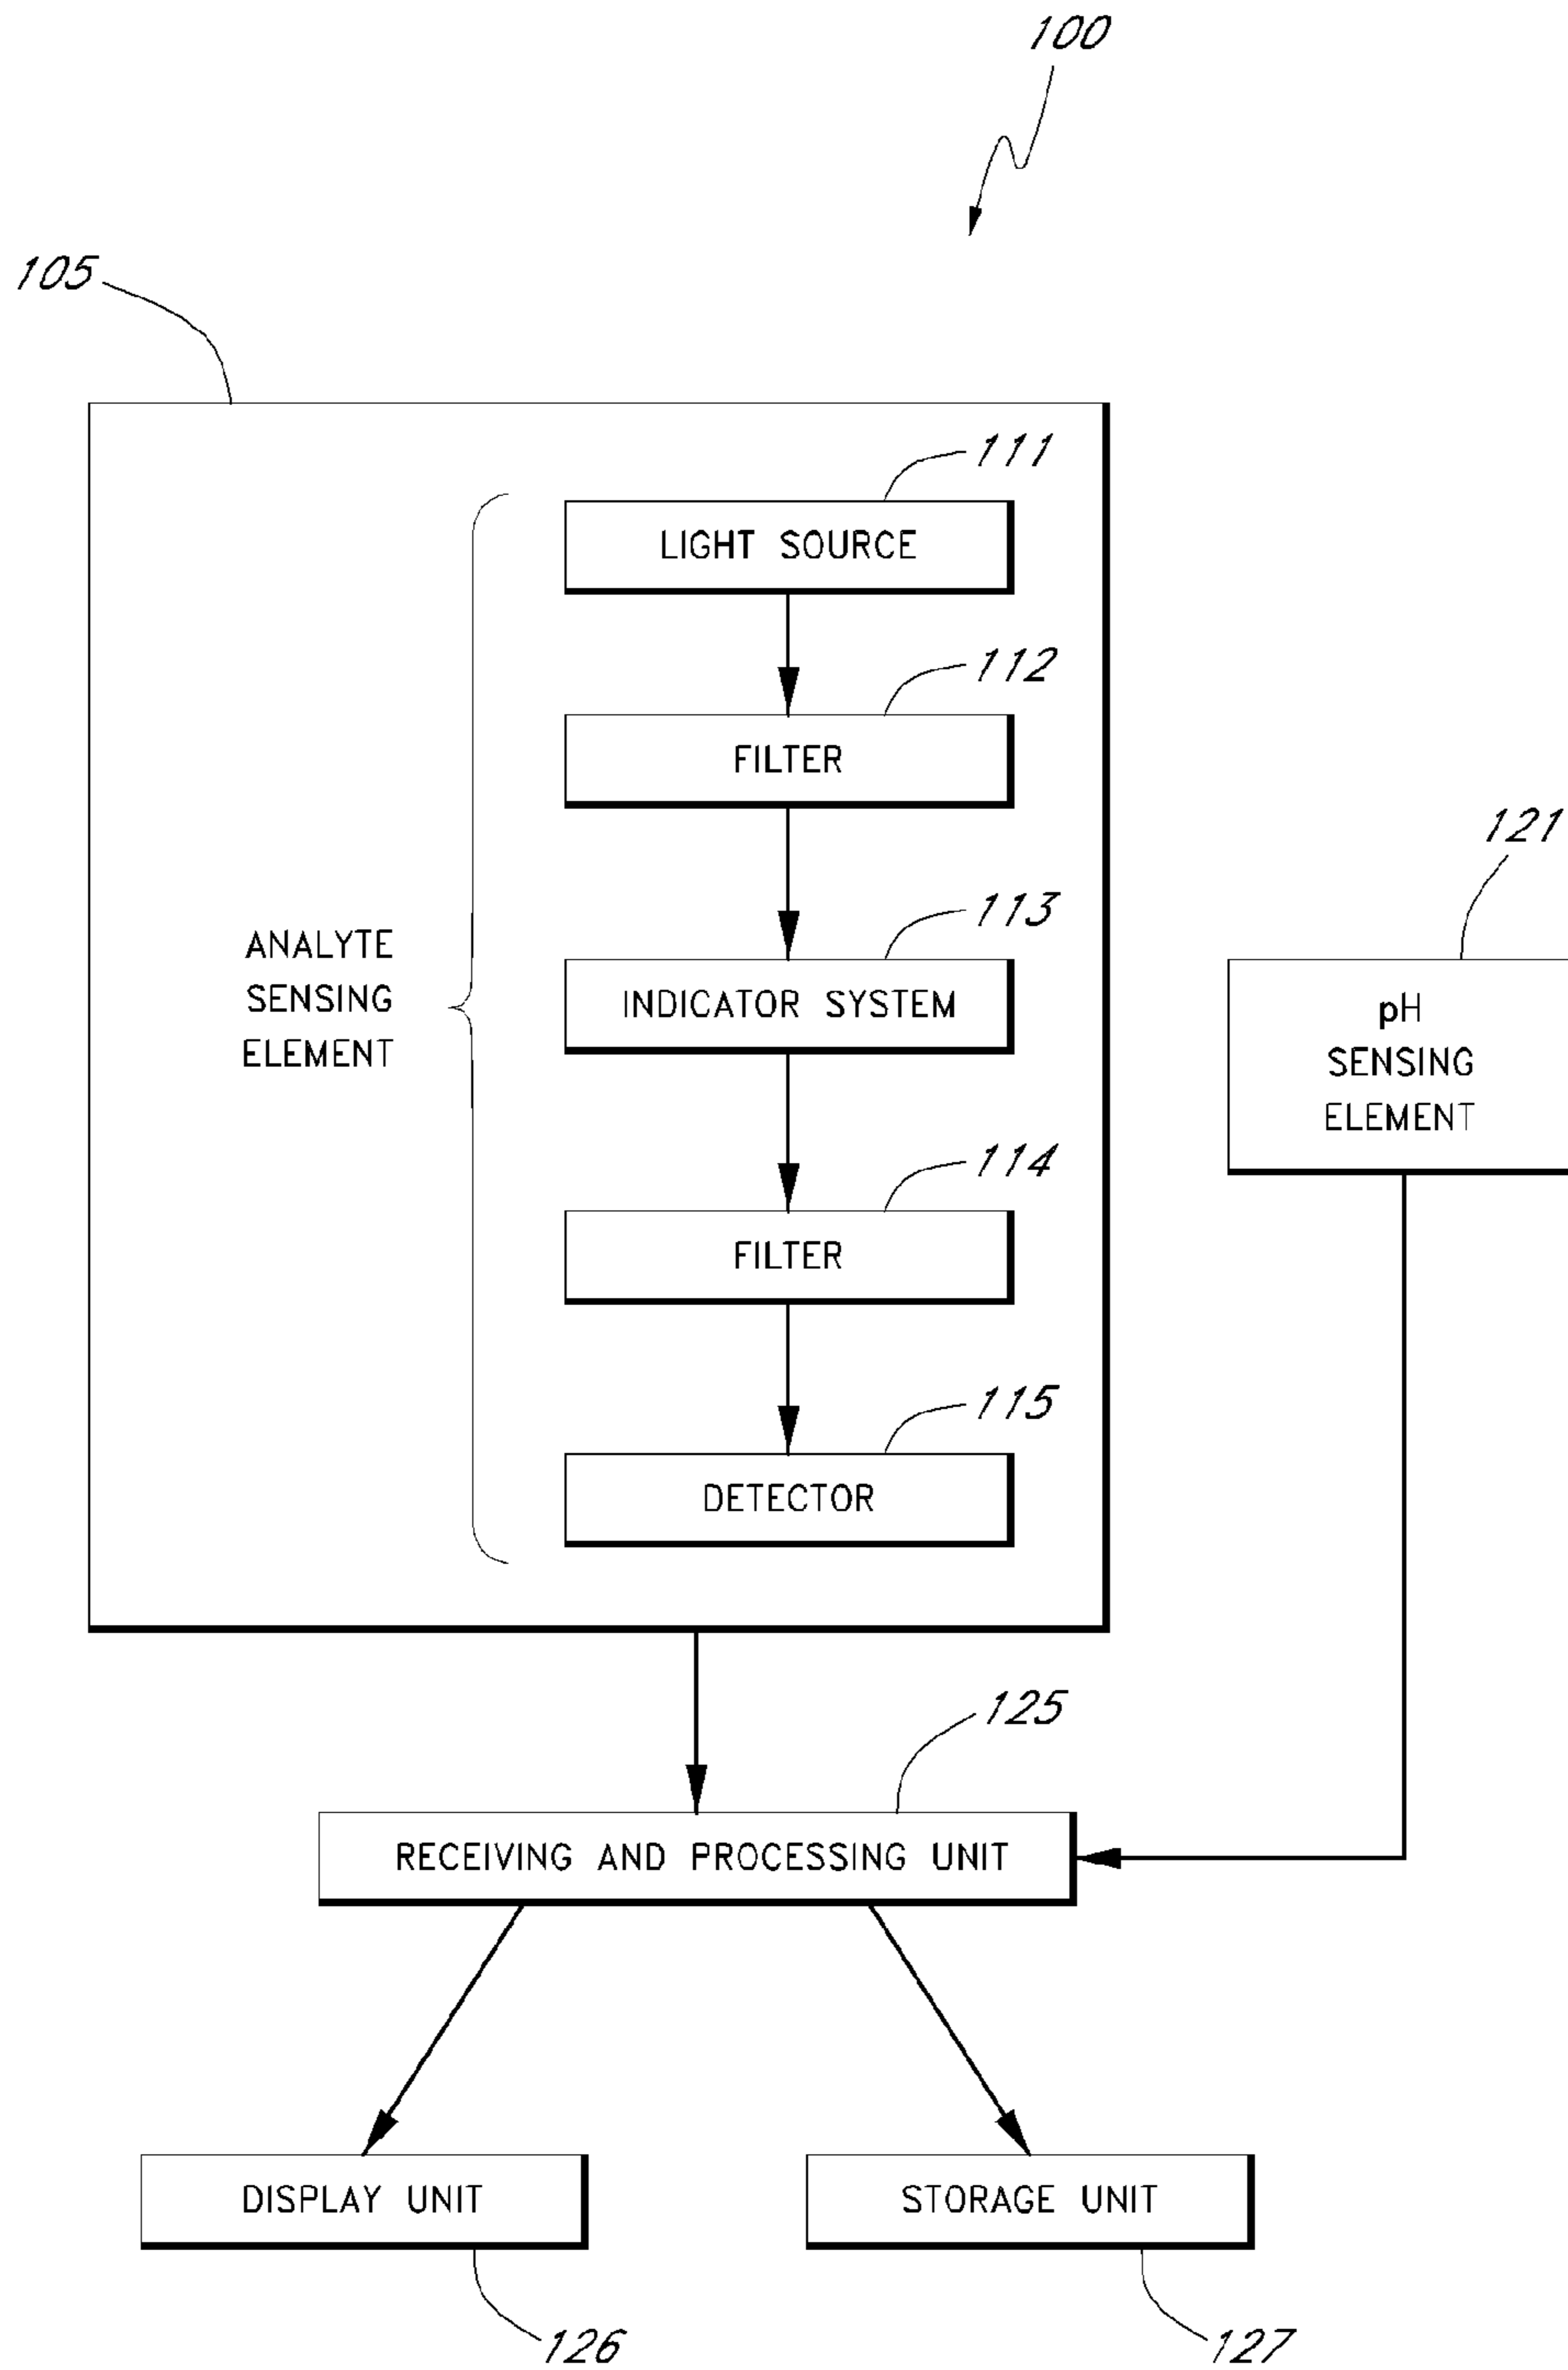 100
105
111
LIGHT SOURCE
112
FILTER
113
ANALYTE
SENSING
ELEMENT
INDICATOR SYSTEM
121
pH
SENSING
ELEMENT
114
FILTER
115
DETECTOR
125
RECEIVING AND PROCESSING UNIT
DISPLAY UNIT
STORAGE UNIT
126
127